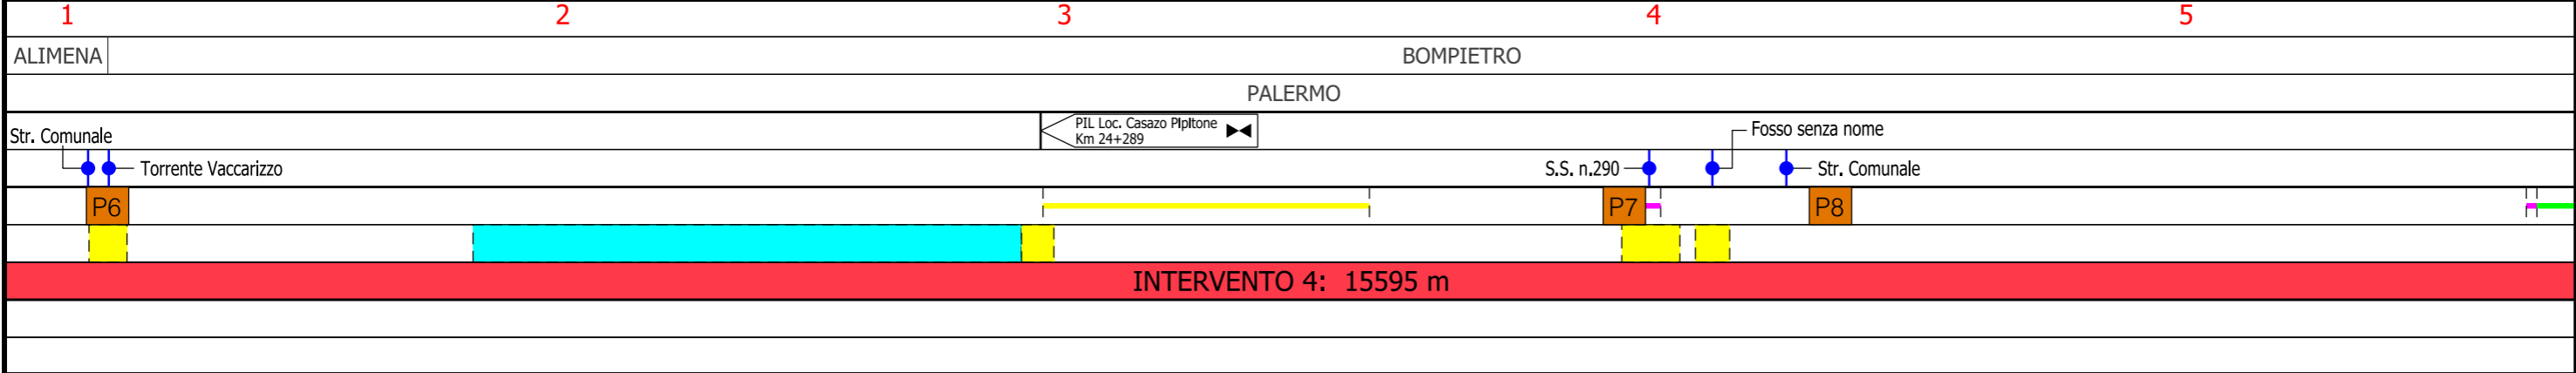 1 2 3 4 5
ALIMENA BOMPIETRO
PALERMO
Str. Comunale
PIL Loc. Casazo Pipitone
Km 24+289
Fosso senza nome
Torrente Vaccarizzo
S.S. n.290
Str. Comunale
P6 P7 P8
INTERVENTO 4: 15595 m